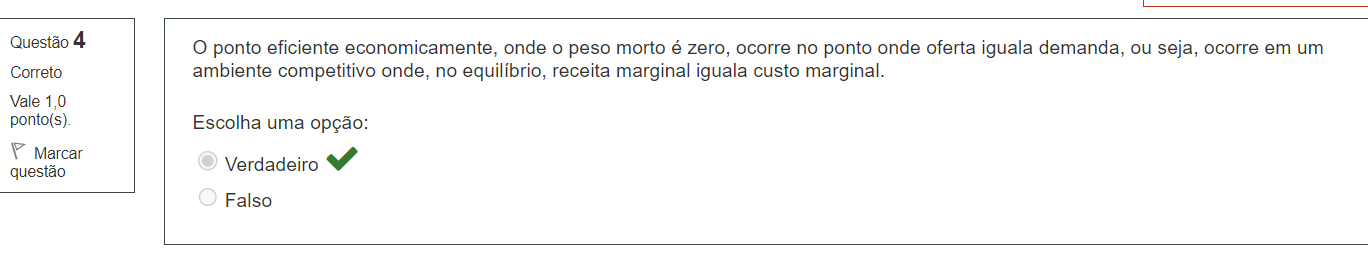 Questão 4
Correto
Vale 1,0
ponto(s).
Marcar
questão
O ponto eficiente economicamente, onde o peso morto é zero, ocorre no ponto onde oferta iguala demanda, ou seja, ocorre em um
ambiente competitivo onde, no equilíbrio, receita marginal iguala custo marginal.
Escolha uma opção:
Verdadeiro
Falso